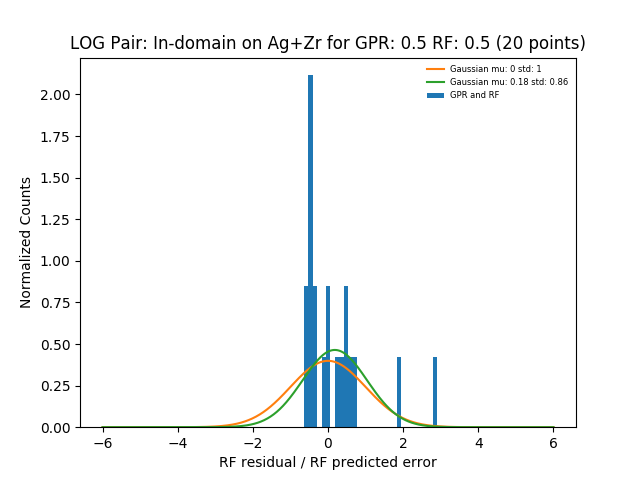 LOG Pair: In-domain on Ag+Zr for GPR: 0.5 RF: 0.5 (20 points)
Gaussian mu: 0 std: 1
Gaussian mu: 0.18 std: 0.86
GPR and RF
Normalized Counts
2.00
1.75
1.50
1.25
1.00
0.75
0.50
0.25
0.00
−6 −4 −2 0 2 4 6
RF residual / RF predicted error